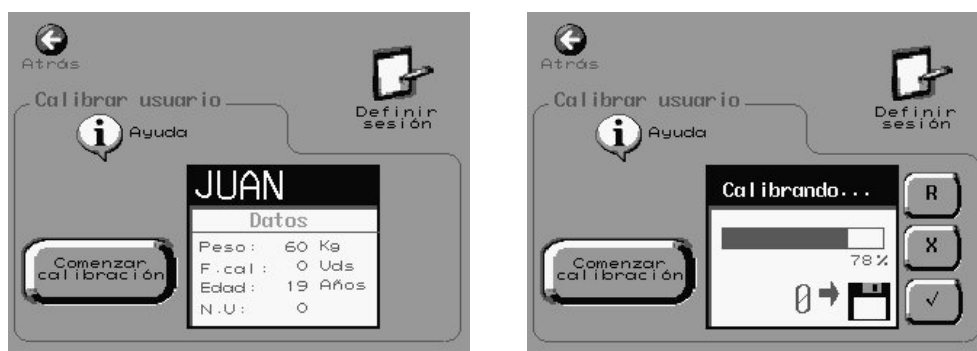 Atrás
Calibrar usuario
Definir
sesión
Ayuda
JUAN
Datos
Comenzar
calibración
Peso: 60 Kg
F.cal: 0 Uds
Edad: 19 Años
N.U: 0
Atrás
Calibrar usuario
Definir
sesión
Ayuda
Calibrando...
R
Comenzar
calibración
78%
X
0
✓